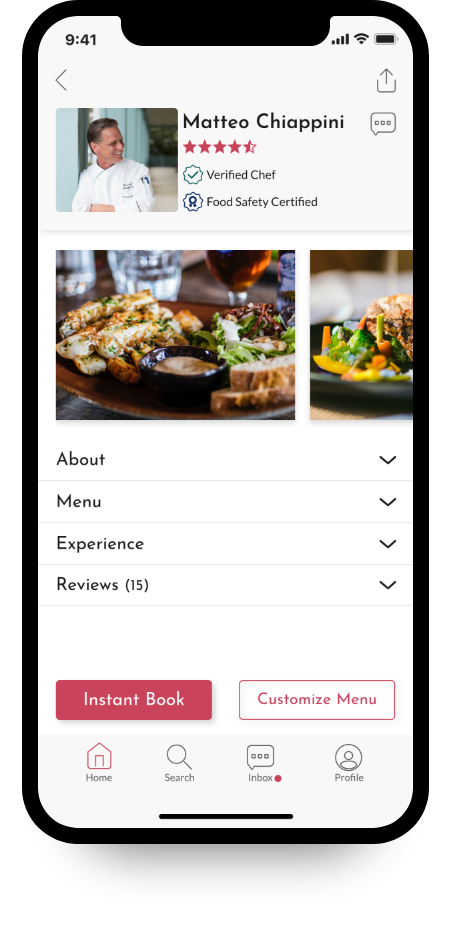 9:41
Matteo Chiappini
Verified Chef
Food Safety Certified
About
Menu
Experience
Reviews (15)
Instant Book
Customize Menu
Home
Search
Inbox
Profile